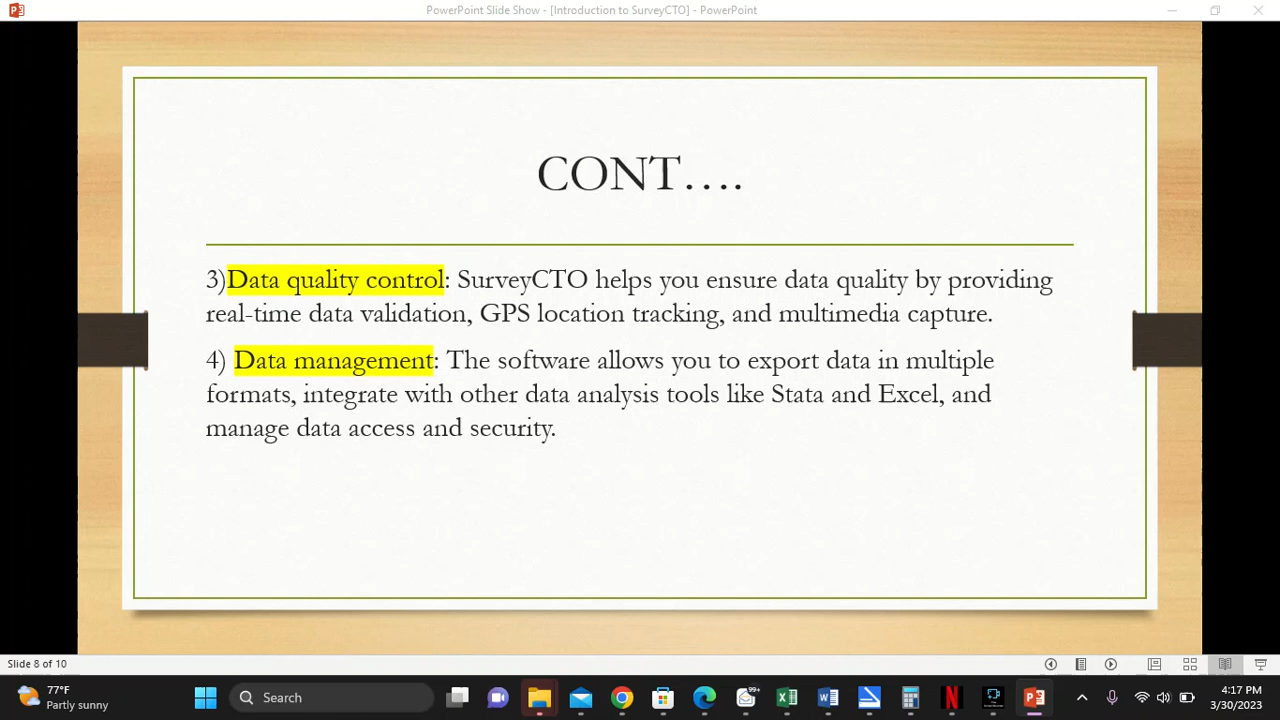 PowerPoint Slide Show - [Introduction to SurveyCTO] - PowerPoint
CONT….
3)Data quality control: SurveyCTO helps you ensure data quality by providing
real-time data validation, GPS location tracking, and multimedia capture.
4) Data management: The software allows you to export data in multiple
formats, integrate with other data analysis tools like Stata and Excel, and
manage data access and security.
Slide 8 of 10
77°F
Partly sunny
Search
99+
4:17 PM
3/30/2023